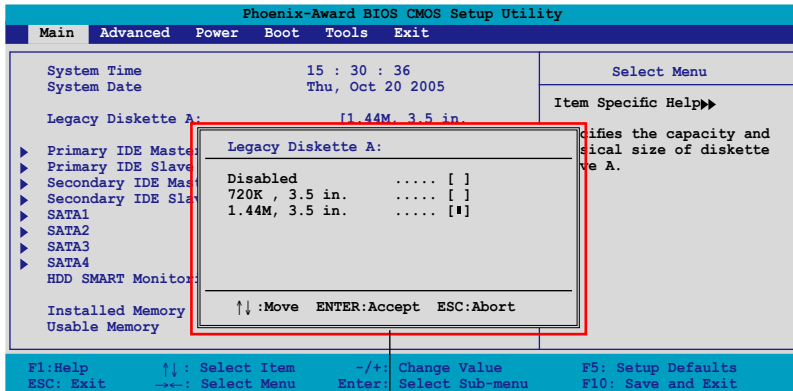 Phoenix-Award BIOS CMOS Setup Utility
Main Advanced Power Boot Tools Exit
System Time 15 : 30 : 36
System Date Thu, Oct 20 2005
Legacy Diskette A: [1.44M, 3.5 in.
Primary IDE Master
Primary IDE Slave
Secondary IDE Mas
Secondary IDE Sla
SATA1
SATA2
SATA3
SATA4
HDD SMART Monitori
Installed Memory
Usable Memory
Legacy Diskette A:
Disabled ..... [ ]
720K , 3.5 in. ..... [ ]
1.44M, 3.5 in. ..... [▮]
↑↓ :Move ENTER:Accept ESC:Abort
Select Menu
Item Specific Help▶▶
cifies the capacity and
sical size of diskette
ve A.
F1:Help ↑↓ : Select Item -/+: Change Value F5: Setup Defaults
ESC: Exit →←: Select Menu Enter: Select Sub-menu F10: Save and Exit